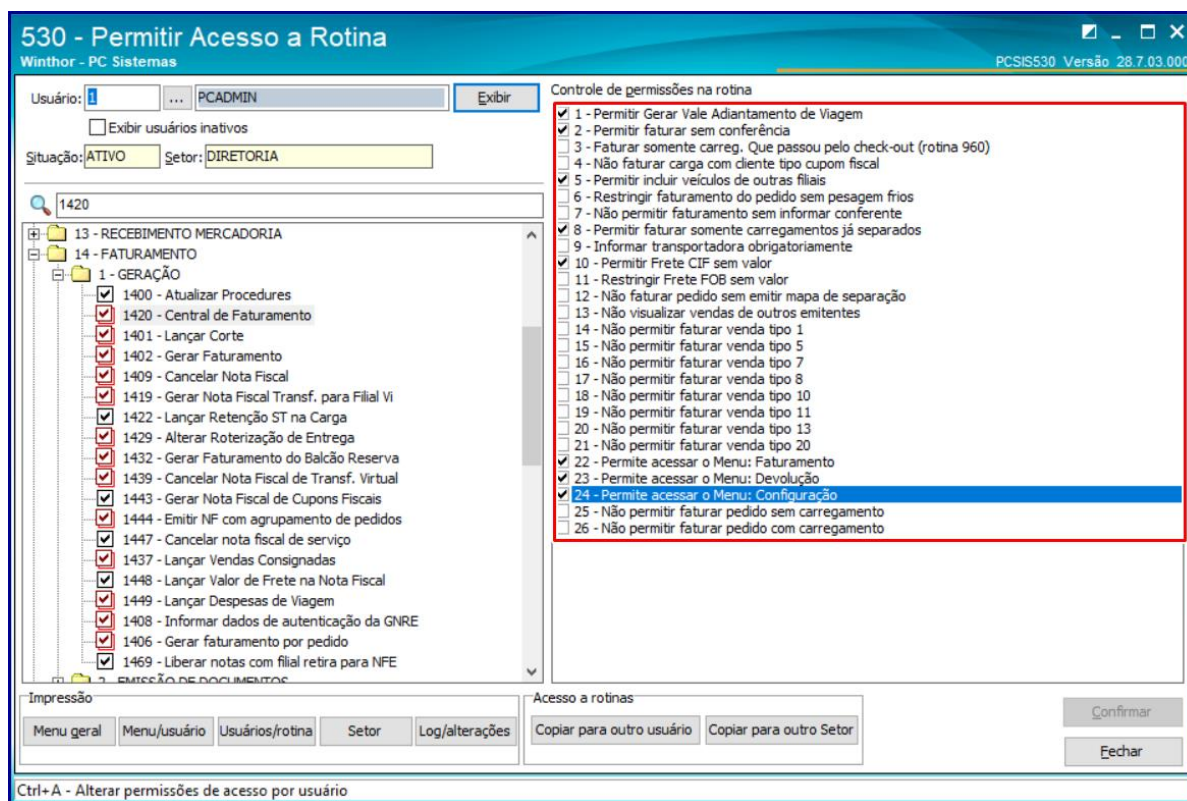 530 - Permitir Acesso a Rotina
Winthor - PC Sistemas
PCSIS530 Versão 28.7.03.000
Usuário: 1 ... PCADMIN Exibir
Exibir usuários inativos
Situação: ATIVO Setor: DIRETORIA
1420
13 - RECEBIMENTO MERCADORIA
14 - FATURAMENTO
1 - GERAÇÃO
1400 - Atualizar Procedures
1420 - Central de Faturamento
1401 - Lançar Corte
1402 - Gerar Faturamento
1409 - Cancelar Nota Fiscal
1419 - Gerar Nota Fiscal Transf. para Filial Vi
1422 - Lançar Retenção ST na Carga
1429 - Alterar Roterização de Entrega
1432 - Gerar Faturamento do Balcão Reserva
1439 - Cancelar Nota Fiscal de Transf. Virtual
1443 - Gerar Nota Fiscal de Cupons Fiscais
1444 - Emitir NF com agrupamento de pedidos
1447 - Cancelar nota fiscal de serviço
1437 - Lançar Vendas Consignadas
1448 - Lançar Valor de Frete na Nota Fiscal
1449 - Lançar Despesas de Viagem
1408 - Informar dados de autenticação da GNRE
1406 - Gerar faturamento por pedido
1469 - Liberar notas com filial retira para NFE
2 - EMISSÃO DE DOCUMENTOS
Controle de permissões na rotina
1 - Permitir Gerar Vale Adiantamento de Viagem
2 - Permitir faturar sem conferência
3 - Faturar somente carreg. Que passou pelo check-out (rotina 960)
4 - Não faturar carga com cliente tipo cupom fiscal
5 - Permitir incluir veículos de outras filiais
6 - Restringir faturamento do pedido sem pesagem frios
7 - Não permitir faturamento sem informar conferente
8 - Permitir faturar somente carregamentos já separados
9 - Informar transportadora obrigatoriamente
10 - Permitir Frete CIF sem valor
11 - Restringir Frete FOB sem valor
12 - Não faturar pedido sem emitir mapa de separação
13 - Não visualizar vendas de outros emitentes
14 - Não permitir faturar venda tipo 1
15 - Não permitir faturar venda tipo 5
16 - Não permitir faturar venda tipo 7
17 - Não permitir faturar venda tipo 8
18 - Não permitir faturar venda tipo 10
19 - Não permitir faturar venda tipo 11
20 - Não permitir faturar venda tipo 13
21 - Não permitir faturar venda tipo 20
22 - Permite acessar o Menu: Faturamento
23 - Permite acessar o Menu: Devolução
24 - Permite acessar o Menu: Configuração
25 - Não permitir faturar pedido sem carregamento
26 - Não permitir faturar pedido com carregamento
Impressão
Menu geral Menu/usuário Usuários/rotina Setor Log/alterações
Acesso a rotinas
Copiar para outro usuário Copiar para outro Setor
Confirmar
Fechar
Ctrl+A - Alterar permissões de acesso por usuário